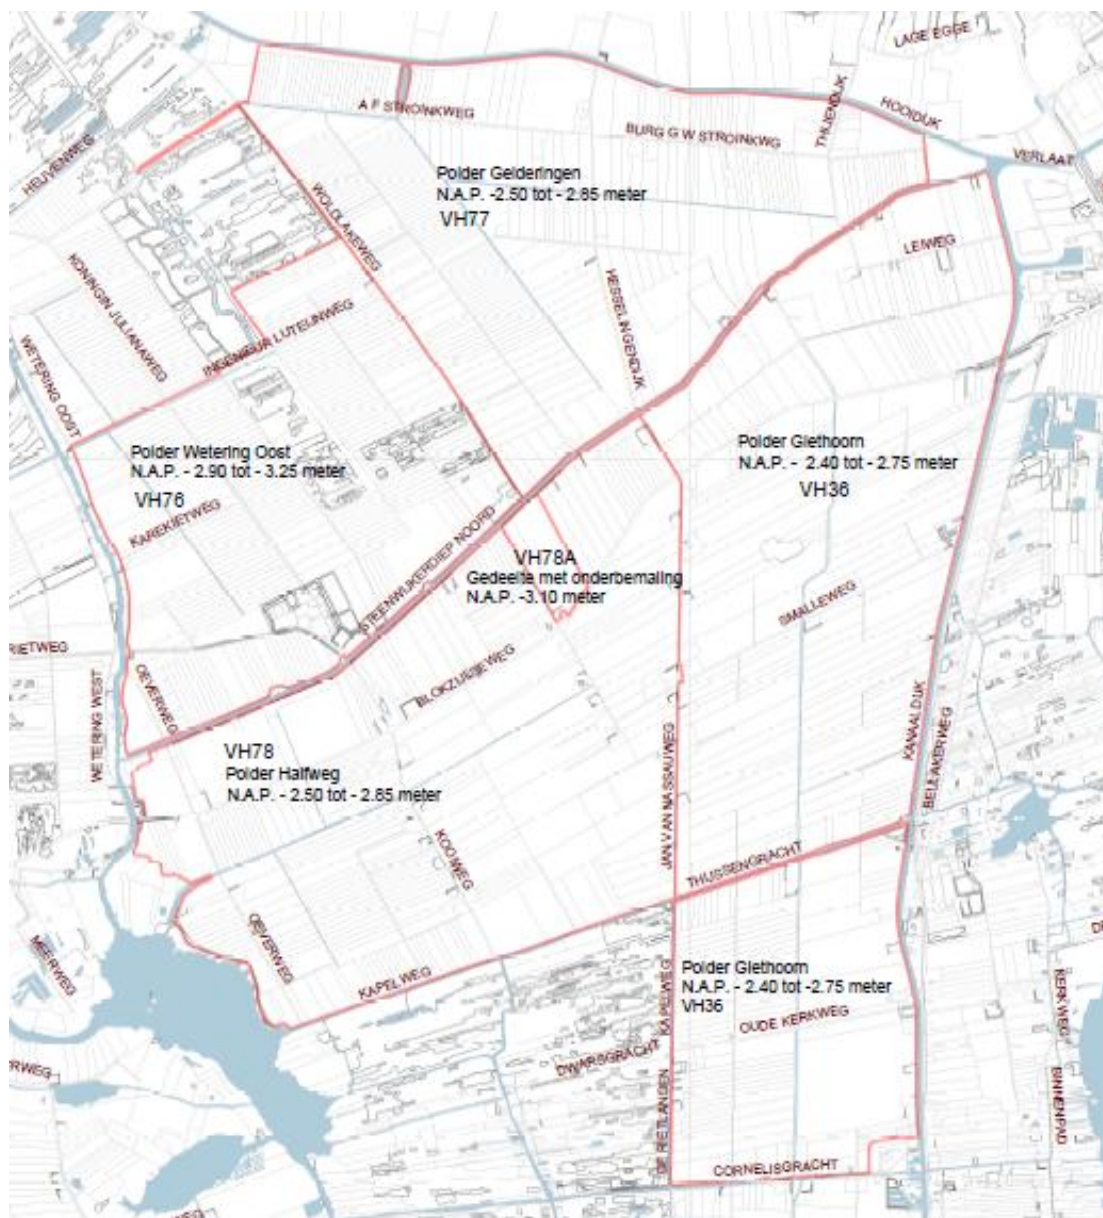 LAGE EGGE
THIJENDIJK
HOOIDIJK
A F STROINKWEG
BURG G W STROINKWG
VERLAAT
HEUVENWEG
Polder Gelderingen
N.A.P. -2.50 tot - 2.85 meter
VH77
WOLDLAKEWEG
LEIWEG
KONINGIN JULIANAWEG
HESSELINGENDIJK
INGENIEUR LUTEIJNWEG
WETERING OOST
Polder Wetering Oost
N.A.P. - 2.90 tot - 3.25 meter
VH76
Polder Giethoorn
N.A.P. - 2.40 tot - 2.75 meter
VH36
KAREKIETWEG
STEENWIJKERDIEP NOORD
VH78A
Gedeelte met onderbemaling
N.A.P. -3.10 meter
SMALLEWEG
RIETWEG
BLOKZIJLSEWEG
OEVERWEG
WETERING WEST
KANAALDIJK
BEULAKERWEG
VH78
Polder Halfweg
N.A.P. - 2.50 tot - 2.85 meter
JAN VAN NASSAUWEG
KOOIWEG
THIJSSENGRACHT
OEVERWEG
MEERWEG
KAPELWEG
Polder Giethoorn
N.A.P. - 2.40 tot -2.75 meter
VH36
KAPELWEG
OUDE KERKWEG
KERKWEG
DWARSGRACHT
ERWEG
DE RIETLANDEN
BINNENPAD
CORNELISGRACHT